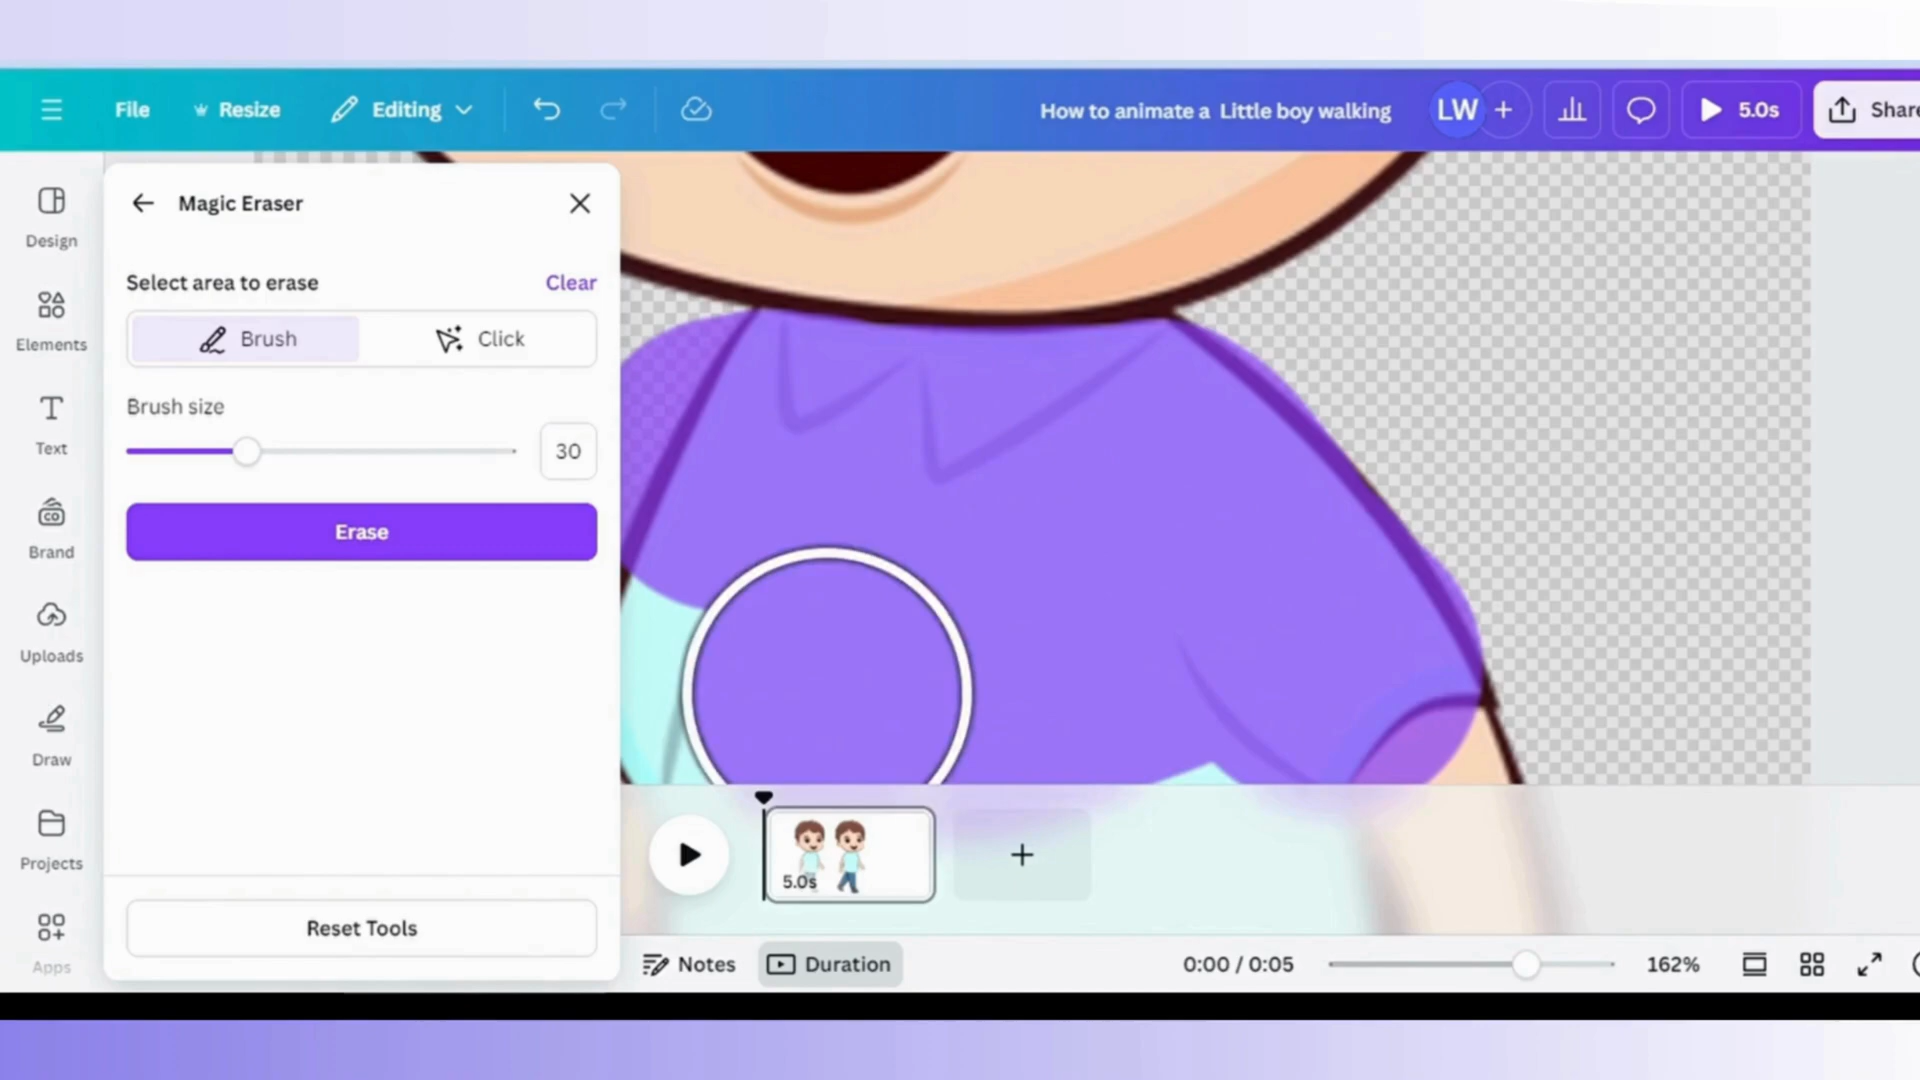 File
Resize
Editing
How to animate a Little boy walking
LW
5.0s
Share
Design
Elements
Text
Brand
CO
Uploads
Draw
Projects
Apps
Magic Eraser
Select area to erase
Clear
Brush
Click
Brush size
30
Erase
Reset Tools
5.0s
Notes
Duration
0:00 / 0:05
162%